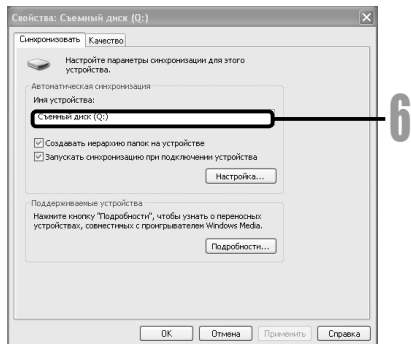 Свойства: Съемный диск (Q:)
Синхронизовать Качество
Настройте параметры синхронизации для этого
устройства.
Автоматическая синхронизация
Имя устройства:
Съемный диск (Q:)
6
Создавать иерархию папок на устройстве
Запускать синхронизацию при подключении устройства
Настройка...
Поддерживаемые устройства
Нажмите кнопку "Подробности", чтобы узнать о переносных
устройствах, совместимых с проигрывателем Windows Media.
Подробности...
ОК Отмена Применить Справка